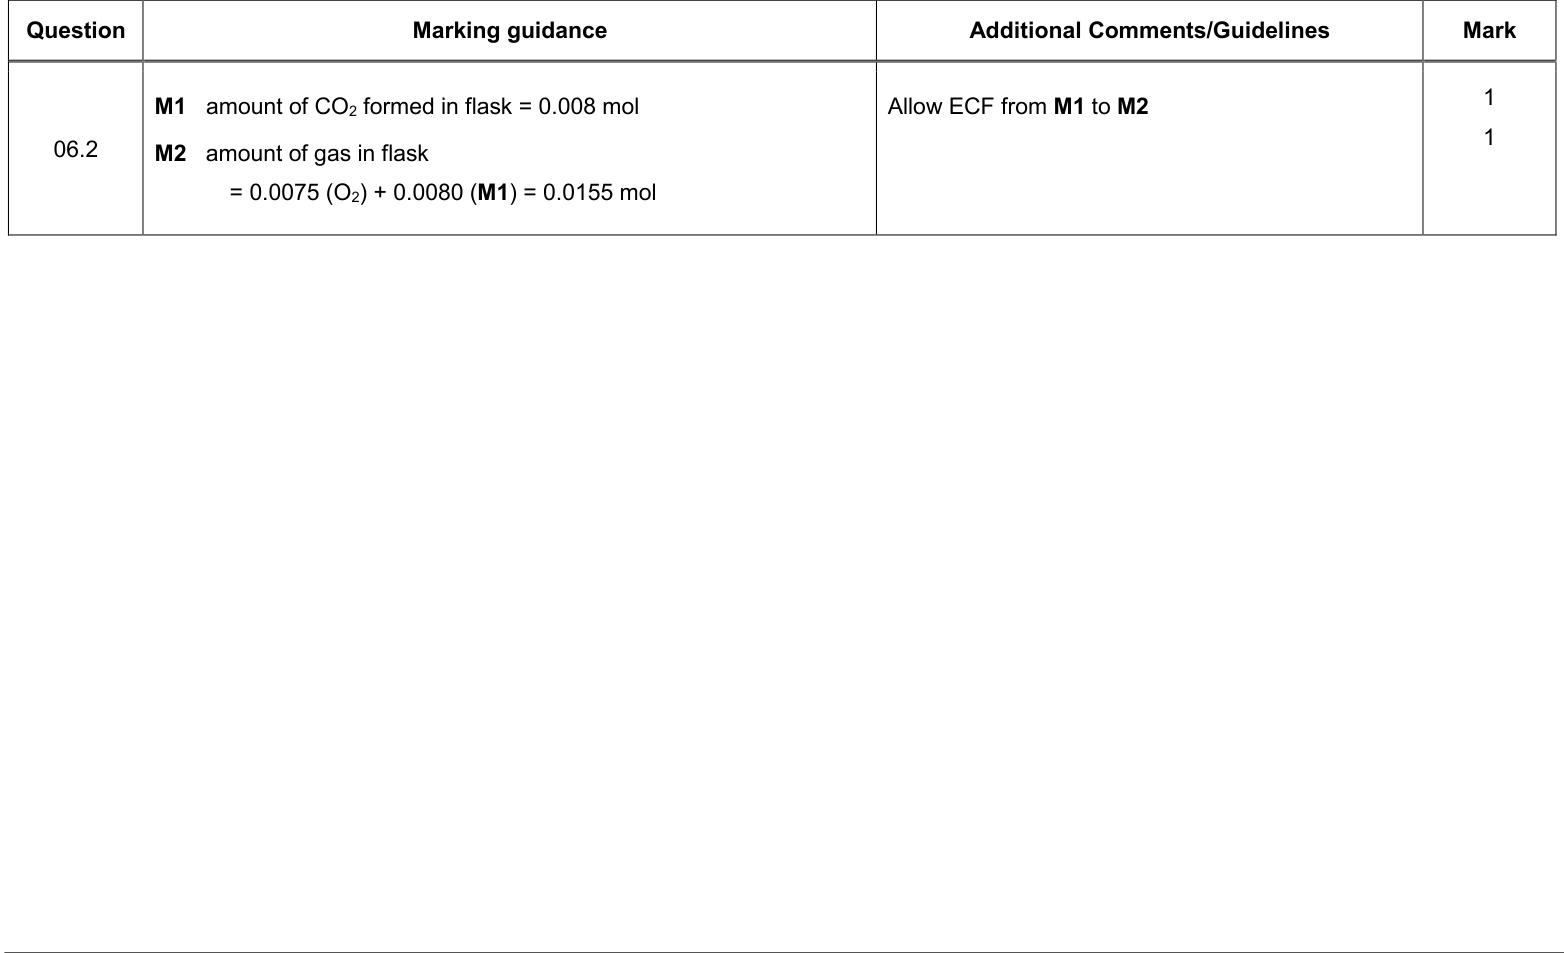 Question Marking guidance Additional Comments/Guidelines Mark
06.2
M1 amount of CO₂ formed in flask = 0.008 mol
M2 amount of gas in flask
= 0.0075 (O₂) + 0.0080 (M1) = 0.0155 mol
Allow ECF from M1 to M2
1
1